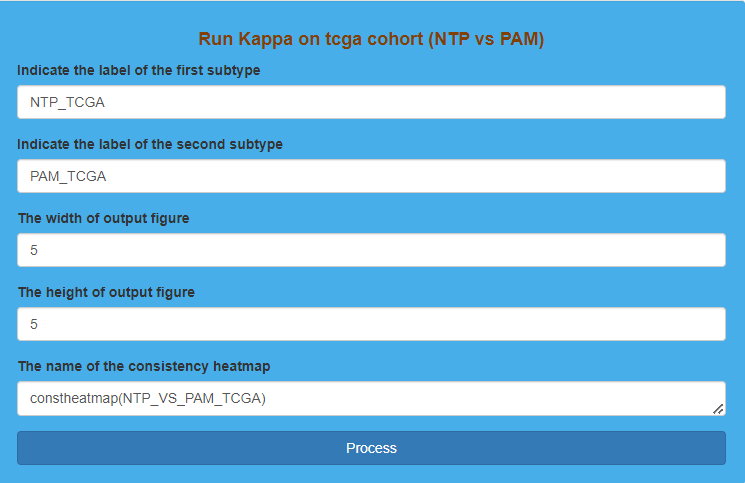 Run Kappa on tcga cohort (NTP vs PAM)
Indicate the label of the first subtype
NTP_TCGA
Indicate the label of the second subtype
PAM_TCGA
The width of output figure
5
The height of output figure
5
The name of the consistency heatmap
constheatmap(NTP_VS_PAM_TCGA)
Process